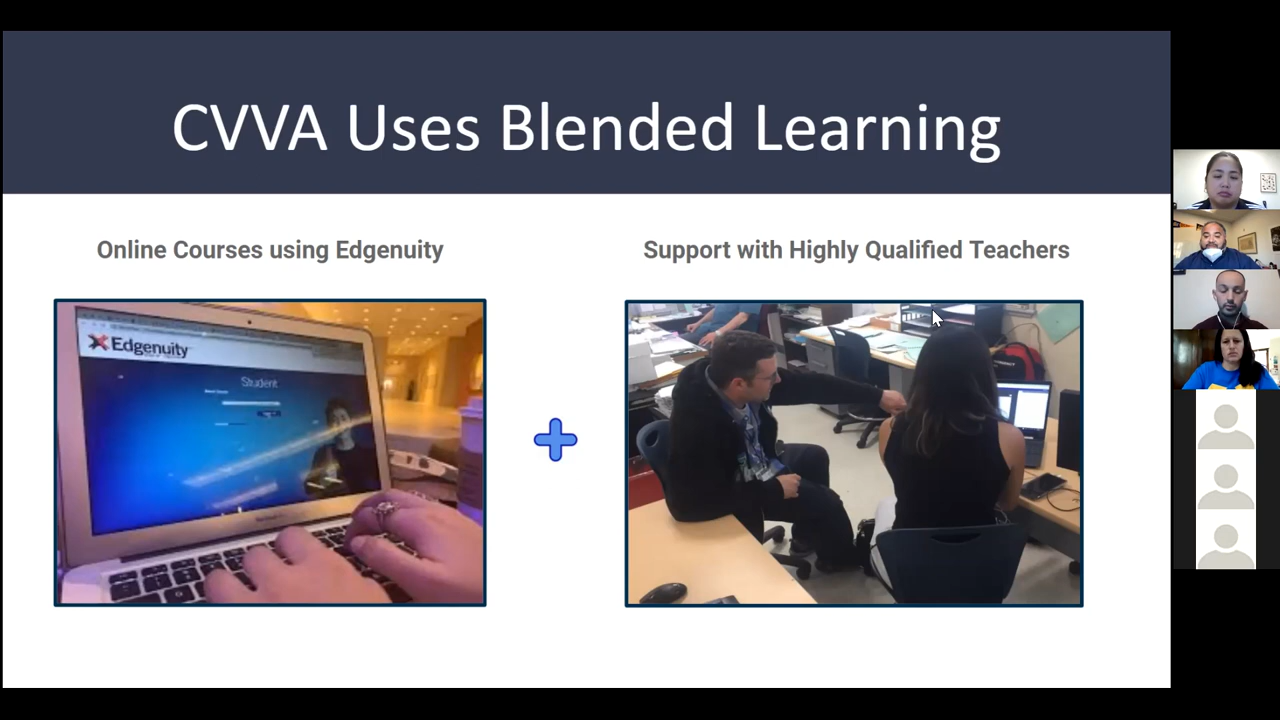 CVVA Uses Blended Learning
Online Courses using Edgenuity
Support with Highly Qualified Teachers
Edgenuity
Student